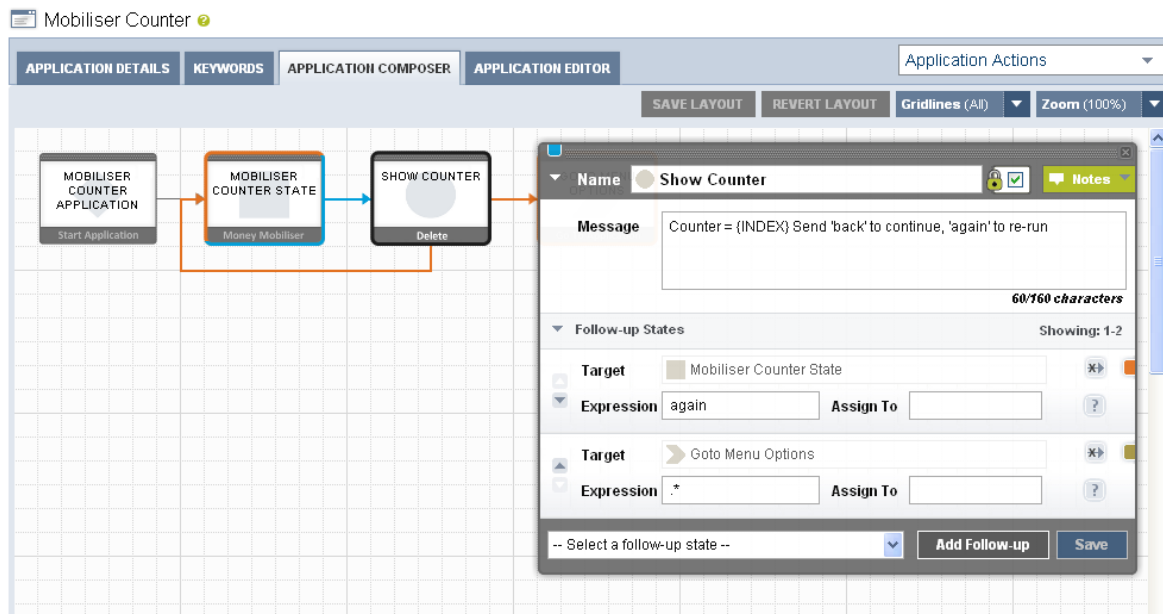 Mobiliser Counter ?
APPLICATION DETAILS KEYWORDS APPLICATION COMPOSER APPLICATION EDITOR Application Actions
SAVE LAYOUT REVERT LAYOUT Gridlines (All) Zoom (100%)
MOBILISER
COUNTER
APPLICATION
Start Application
MOBILISER
COUNTER STATE
Money Mobiliser
SHOW COUNTER
Delete
Name Show Counter Notes
Message Counter = {INDEX} Send 'back' to continue, 'again' to re-run
60/160 characters
Follow-up States Showing: 1-2
Target Mobiliser Counter State
Expression again Assign To ?
Target Goto Menu Options
Expression .* Assign To ?
-- Select a follow-up state -- Add Follow-up Save